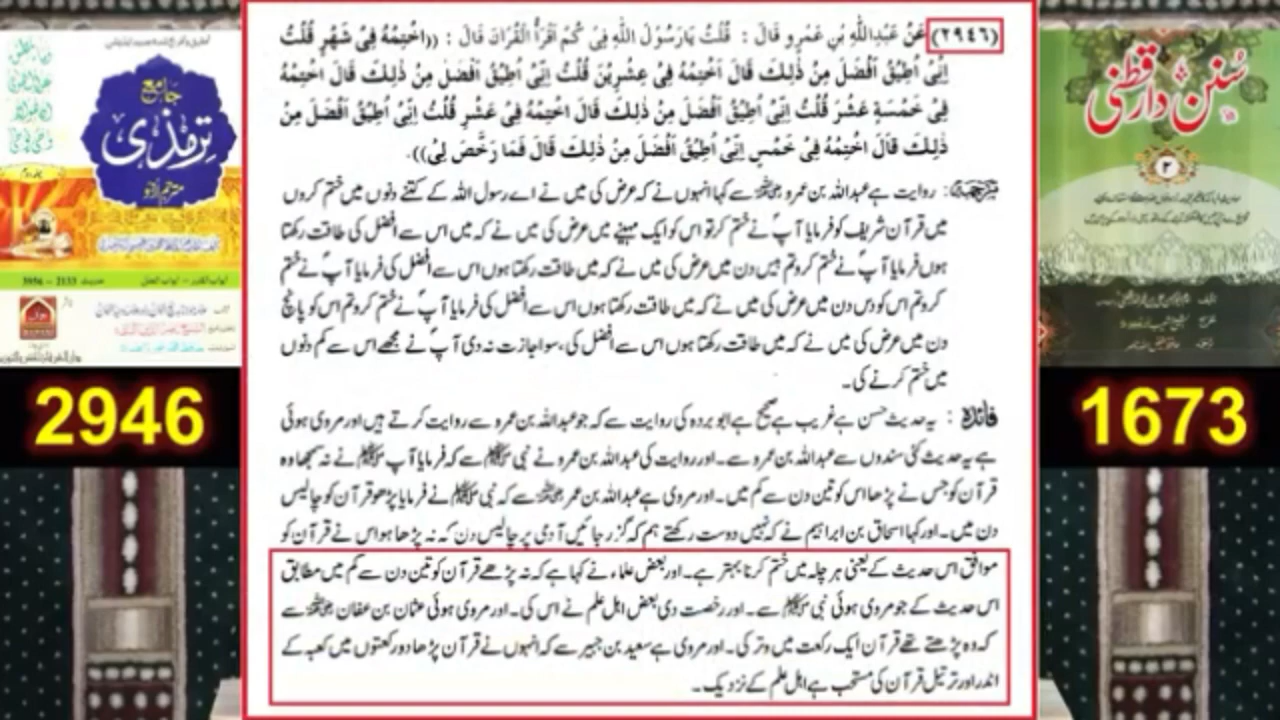 جامع
ترمذی
مترجم اردو
2946
(٢٩٤٦) عَنْ عَبْدِاللّٰهِ بْنِ عَمْرٍو قَالَ : قُلْتُ يَارَسُوْلَ اللّٰهِ فِيْ كَمْ اَقْرَأُ الْقُرْاٰنَ قَالَ : ((اخْتِمْهُ فِيْ شَهْرٍ قُلْتُ
اِنِّيْ اُطِيْقُ اَفْضَلَ مِنْ ذٰلِكَ قَالَ اخْتِمْهُ فِيْ عِشْرِيْنَ قُلْتُ اِنِّيْ اُطِيْقُ اَفْضَلَ مِنْ ذٰلِكَ قَالَ اخْتِمْهُ
فِيْ خَمْسَةِ عَشَرَ قُلْتُ اِنِّيْ اُطِيْقُ اَفْضَلَ مِنْ ذٰلِكَ قَالَ اخْتِمْهُ فِيْ عَشْرٍ قُلْتُ اِنِّيْ اُطِيْقُ اَفْضَلَ مِنْ
ذٰلِكَ قَالَ اخْتِمْهُ فِيْ خَمْسٍ اِنِّيْ اُطِيْقُ اَفْضَلَ مِنْ ذٰلِكَ قَالَ فَمَا رَخَّصَ لِيْ)).
ترجمہ: روایت ہے عبداللہ بن عمرو رضی اللہ عنہ سے کہا انہوں نے کہ عرض کی میں نے اے رسول اللہ کے کتنے دنوں میں ختم کروں
میں قرآن شریف کو فرمایا آپ نے ختم کر تو اس کو ایک مہینے میں عرض کی میں نے کہ میں اس سے افضل کی طاقت رکھتا
ہوں فرمایا آپ نے ختم کرو تم بیس دن میں عرض کی میں نے کہ میں طاقت رکھتا ہوں اس سے افضل کی فرمایا آپ نے ختم
کرو تم اس کو دس دن میں عرض کی میں نے کہ میں طاقت رکھتا ہوں اس سے افضل کی فرمایا آپ نے ختم کرو تم اس کو پانچ
دن میں عرض کی میں نے کہ میں طاقت رکھتا ہوں اس سے افضل کی، سو اجازت نہ دی آپ نے مجھے اس سے کم دنوں
میں ختم کرنے کی۔
فائدہ : یہ حدیث حسن ہے غریب ہے صحیح ہے ابو بردہ کی روایت سے کہ جو عبداللہ بن عمرو سے روایت کرتے ہیں اور مروی ہوئی
ہے یہ حدیث کئی سندوں سے عبداللہ بن عمرو سے۔ اور روایت کی عبداللہ بن عمرو نے نبی ﷺ سے کہ فرمایا آپ ﷺ نے نہ سمجھا وہ
قرآن کو جس نے پڑھا اس کو تین دن سے کم میں۔ اور مروی ہے عبداللہ بن عمر رضی اللہ عنہ سے کہ نبی ﷺ نے فرمایا پڑھو قرآن کو چالیس
دن میں۔ اور کہا اسحاق بن ابراہیم نے کہ نہیں دوست رکھتے ہم کہ گزر جائیں آدمی پر چالیس دن کہ نہ پڑھا ہو اس نے قرآن کو
موافق اس حدیث کے یعنی ہر چلہ میں ختم کرنا بہتر ہے۔ اور بعض علماء نے کہا ہے کہ نہ پڑھے قرآن کو تین دن سے کم میں مطابق
اس حدیث کے جو مروی ہوئی نبی ﷺ سے۔ اور رخصت دی بعض اہل علم نے اس کی۔ اور مروی ہوئی عثمان بن عفان رضی اللہ عنہ سے
کہ وہ پڑھتے تھے قرآن ایک رکعت میں وتر کی۔ اور مروی ہے سعید بن جبیر سے کہ انہوں نے قرآن پڑھا دو رکعتوں میں کعبہ کے
اندر اور ترتیل قرآن کی مستحب ہے اہل علم کے نزدیک۔
سنن دارقطنی
۲
1673